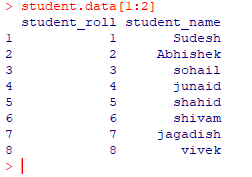 > student.data[1:2]
student_roll student_name
1 1 Sudesh
2 2 Abhishek
3 3 sohail
4 4 junaid
5 5 shahid
6 6 shivam
7 7 jagadish
8 8 vivek
>